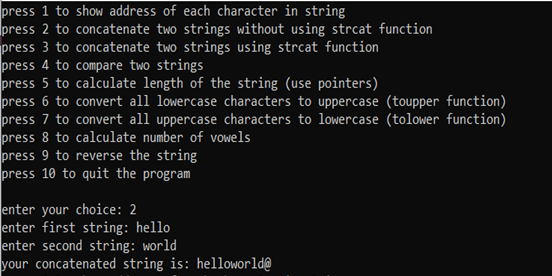 press 1 to show address of each character in string
press 2 to concatenate two strings without using strcat function
press 3 to concatenate two strings using strcat function
press 4 to compare two strings
press 5 to calculate length of the string (use pointers)
press 6 to convert all lowercase characters to uppercase (toupper function)
press 7 to convert all uppercase characters to lowercase (tolower function)
press 8 to calculate number of vowels
press 9 to reverse the string
press 10 to quit the program
enter your choice: 2
enter first string: hello
enter second string: world
your concatenated string is: helloworld@